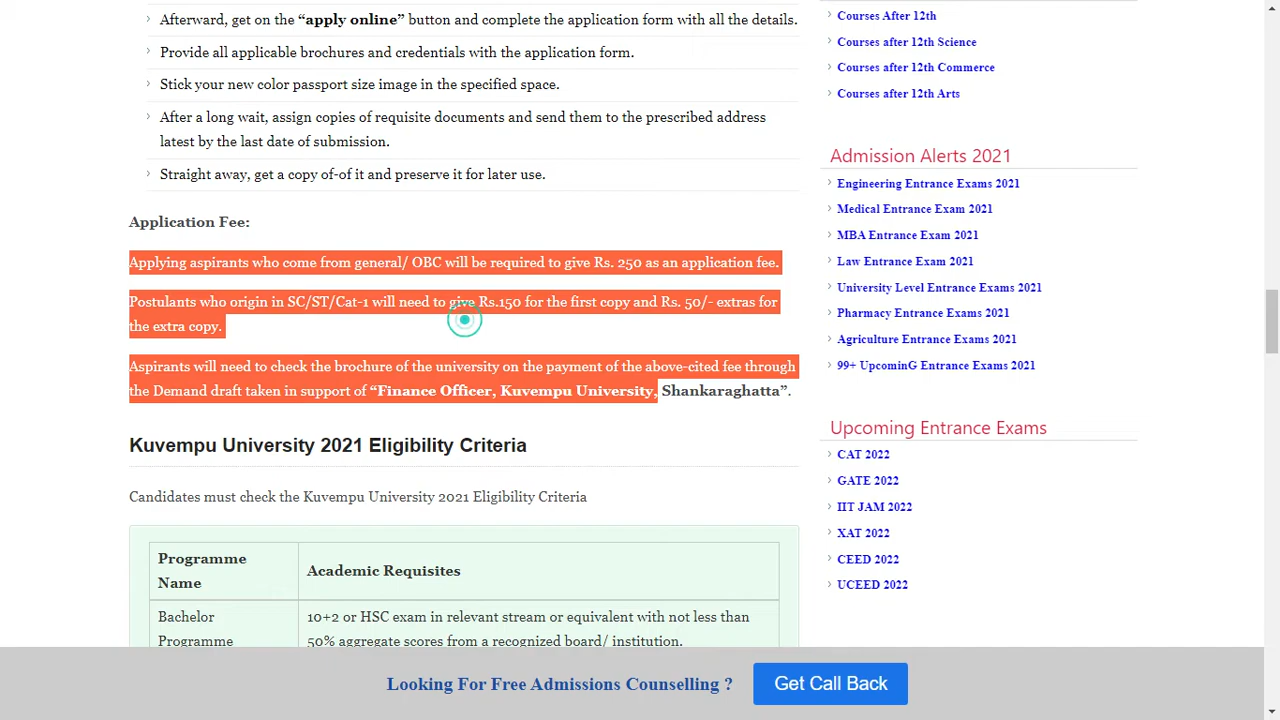 Afterward, get on the “apply online” button and complete the application form with all the details.
Provide all applicable brochures and credentials with the application form.
Stick your new color passport size image in the specified space.
After a long wait, assign copies of requisite documents and send them to the prescribed address
latest by the last date of submission.
Straight away, get a copy of-of it and preserve it for later use.
Application Fee:
Applying aspirants who come from general/ OBC will be required to give Rs. 250 as an application fee.
Postulants who origin in SC/ST/Cat-1 will need to give Rs.150 for the first copy and Rs. 50/- extras for
the extra copy.
Aspirants will need to check the brochure of the university on the payment of the above-cited fee through
the Demand draft taken in support of “Finance Officer, Kuvempu University, Shankaraghatta”.
Kuvempu University 2021 Eligibility Criteria
Candidates must check the Kuvempu University 2021 Eligibility Criteria
Programme
Name
Academic Requisites
Bachelor
Programme
10+2 or HSC exam in relevant stream or equivalent with not less than
50% aggregate scores from a recognized board/ institution.
Courses After 12th
Courses after 12th Science
Courses after 12th Commerce
Courses after 12th Arts
Admission Alerts 2021
Engineering Entrance Exams 2021
Medical Entrance Exam 2021
MBA Entrance Exam 2021
Law Entrance Exam 2021
University Level Entrance Exams 2021
Pharmacy Entrance Exams 2021
Agriculture Entrance Exams 2021
99+ UpcominG Entrance Exams 2021
Upcoming Entrance Exams
CAT 2022
GATE 2022
IIT JAM 2022
XAT 2022
CEED 2022
UCEED 2022
Looking For Free Admissions Counselling ?
Get Call Back